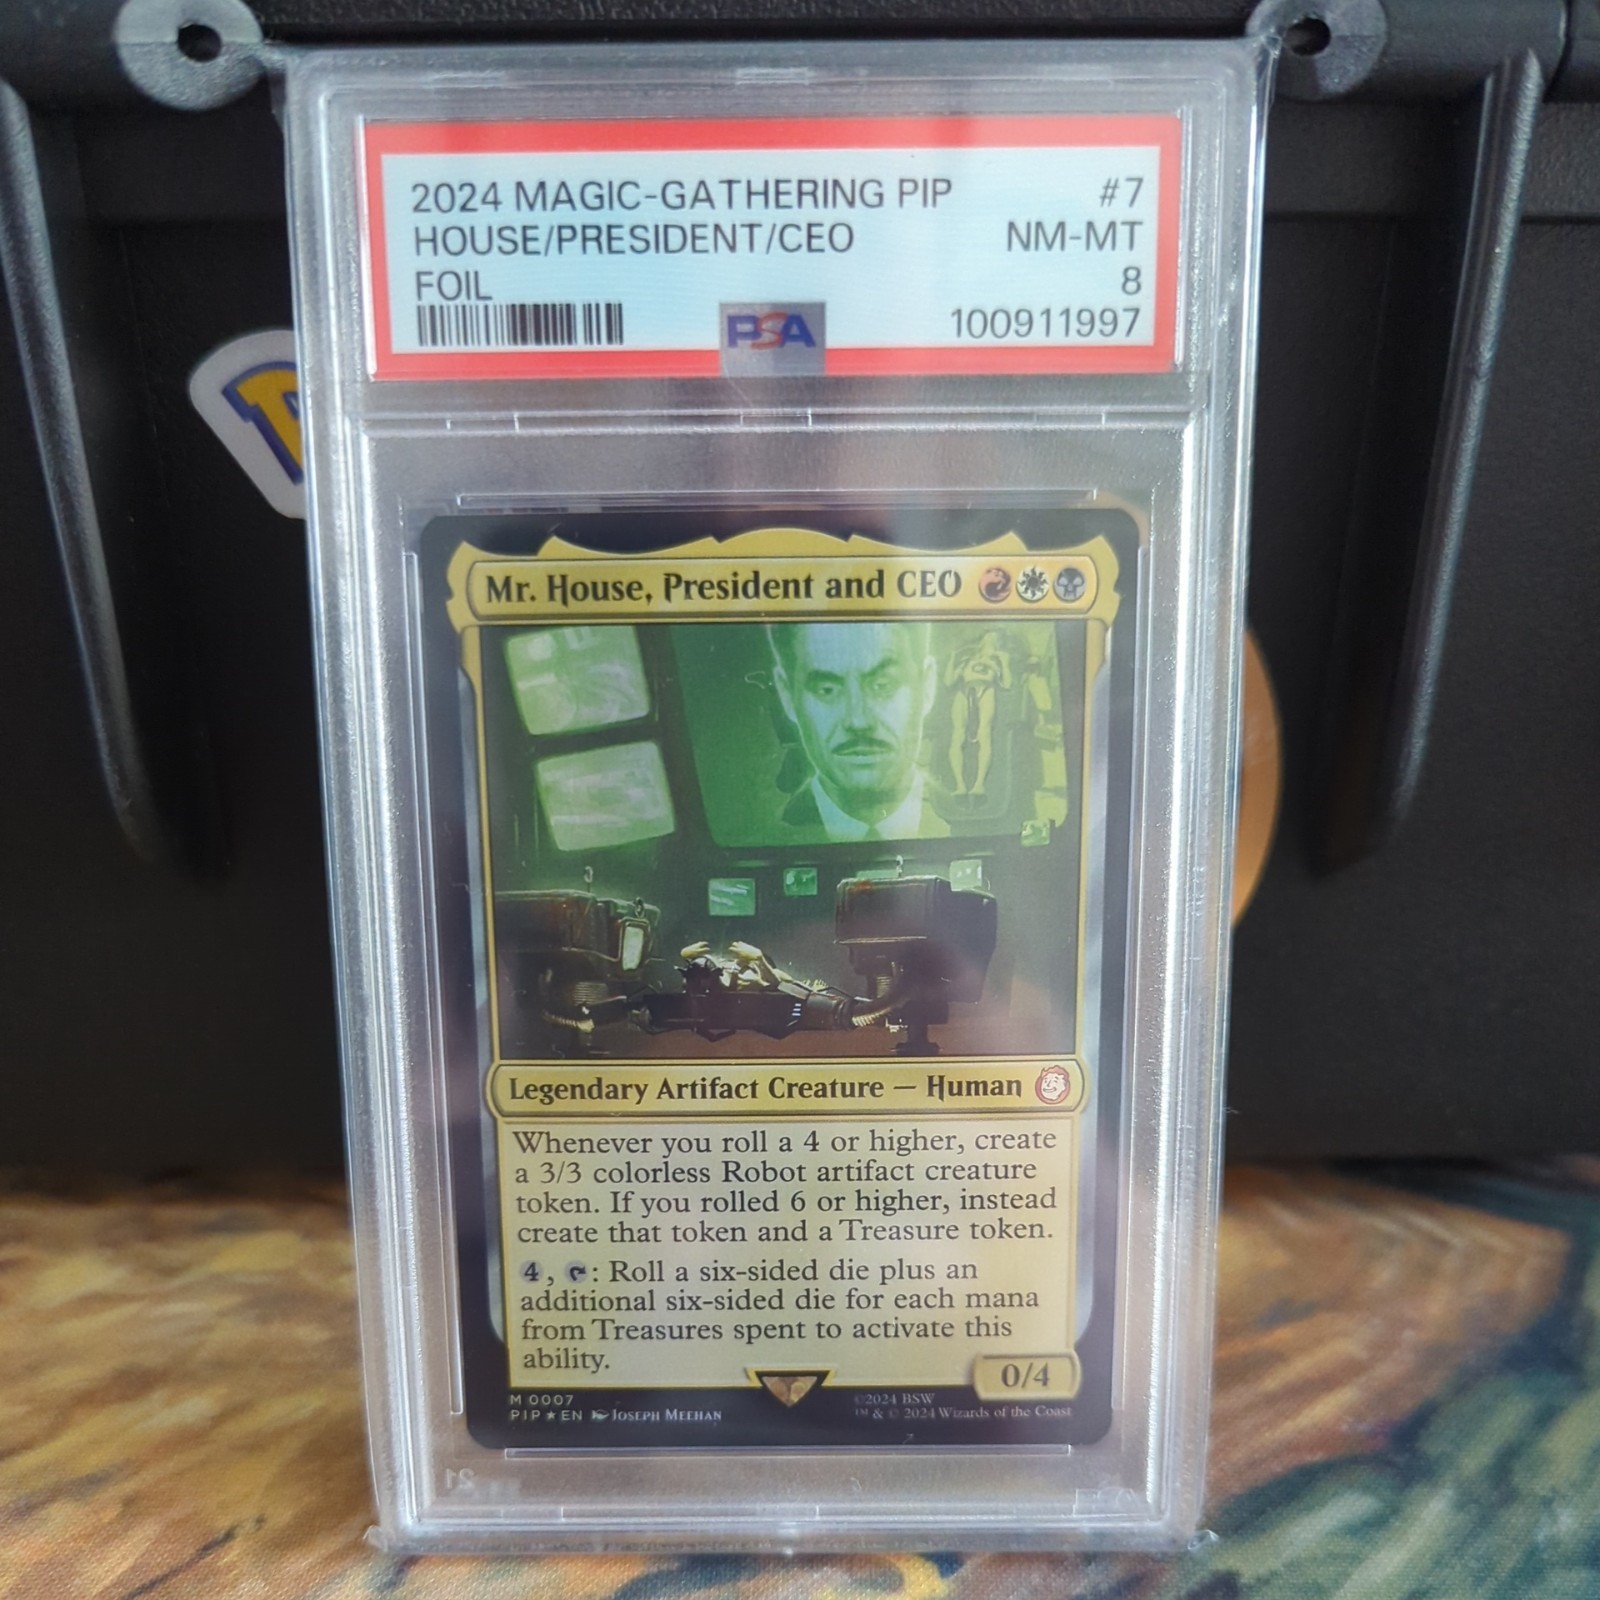 2024 MAGIC-GATHERING PIP #7
HOUSE/PRESIDENT/CEO NM-MT
FOIL 8
PSA 100911997
Mr. House, President and CEO
Legendary Artifact Creature — Human
Whenever you roll a 4 or higher, create
a 3/3 colorless Robot artifact creature
token. If you rolled 6 or higher, instead
create that token and a Treasure token.
4, : Roll a six-sided die plus an
additional six-sided die for each mana
from Treasures spent to activate this
ability.
0/4
M 0007 ©2024 BSW
PIP ★ EN Joseph Meehan ™ & © 2024 Wizards of the Coast